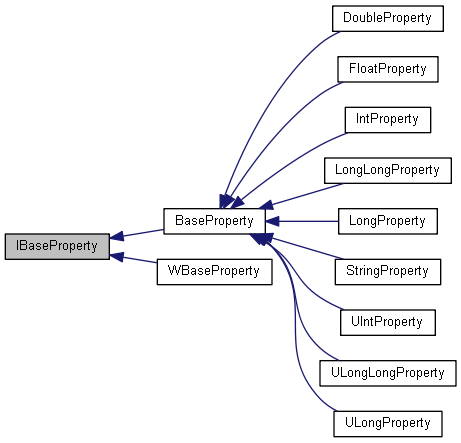 DoubleProperty
FloatProperty
IntProperty
LongLongProperty
BaseProperty
LongProperty
IBaseProperty
WBaseProperty
StringProperty
UIntProperty
ULongLongProperty
ULongProperty